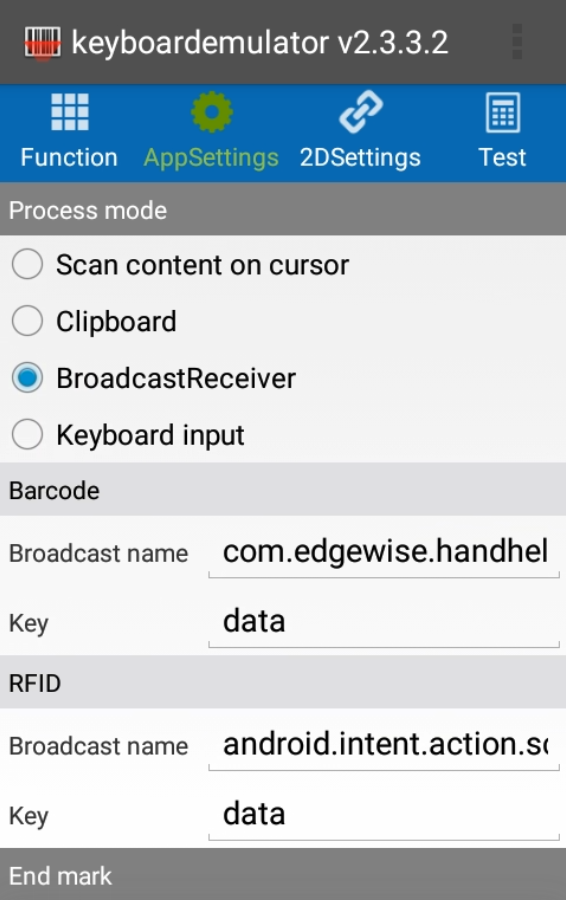 keyboardemulator v2.3.3.2
Function AppSettings 2DSettings Test
Process mode
Scan content on cursor
Clipboard
BroadcastReceiver
Keyboard input
Barcode
Broadcast name com.edgewise.handhel
Key data
RFID
Broadcast name android.intent.action.sc
Key data
End mark